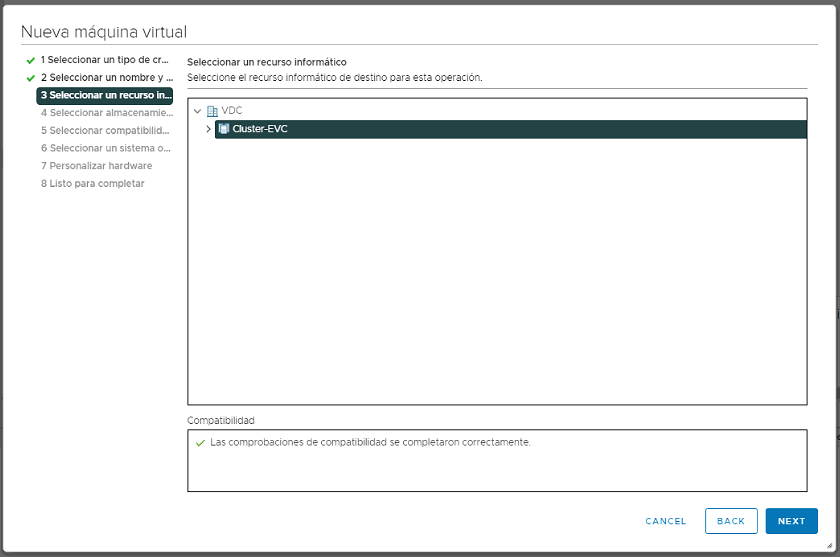 Nueva máquina virtual
1 Seleccionar un tipo de cr...
2 Seleccionar un nombre y ...
3 Seleccionar un recurso in...
4 Seleccionar almacenamie...
5 Seleccionar compatibilid...
6 Seleccionar un sistema o...
7 Personalizar hardware
8 Listo para completar
Seleccionar un recurso informático
Seleccione el recurso informático de destino para esta operación.
VDC
Cluster-EVC
Compatibilidad
Las comprobaciones de compatibilidad se completaron correctamente.
CANCEL
BACK
NEXT